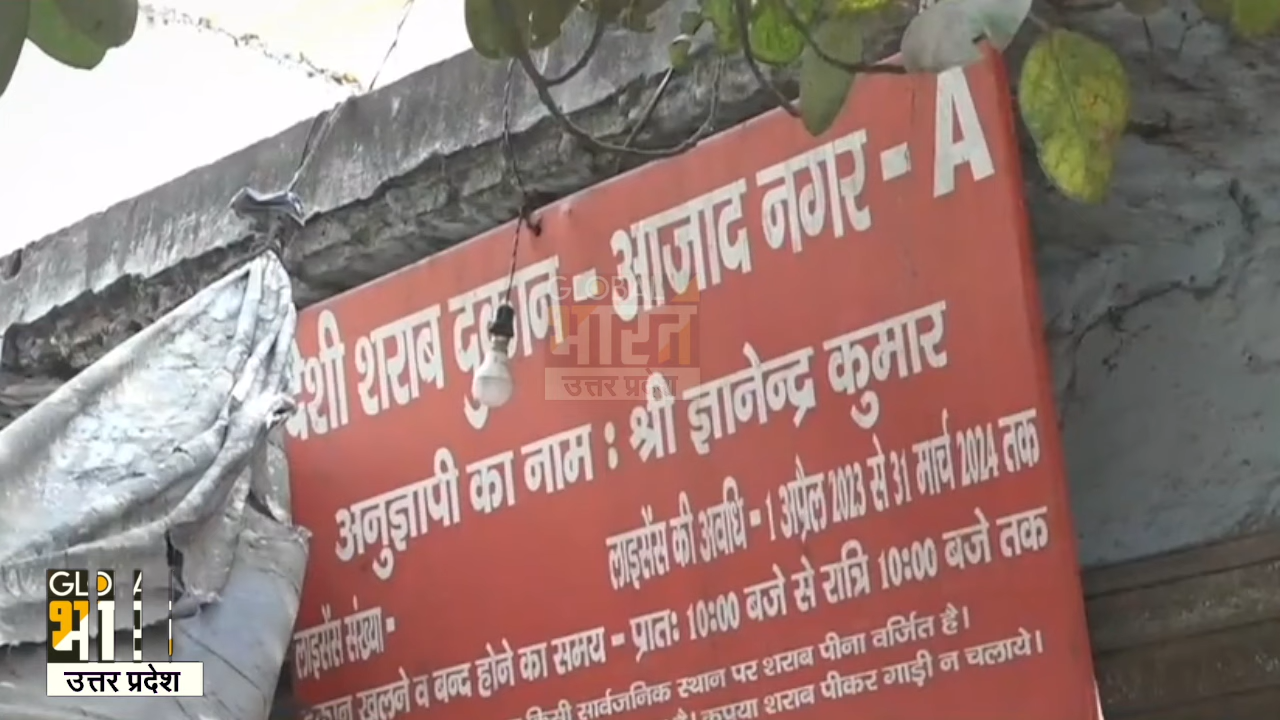 देशी शराब दुकान - आजाद नगर - A
अनुज्ञापी का नाम : श्री ज्ञानेन्द्र कुमार
लाइसेंस की अवधि - 1 अप्रैल 2023 से 31 मार्च 2024 तक
लाइसेंस संख्या -
खुलने व बन्द होने का समय - प्रातः 10:00 बजे से रात्रि 10:00 बजे तक
किसी सार्वजनिक स्थान पर शराब पीना वर्जित है।
है। कृपया शराब पीकर गाड़ी न चलाये।
GLOBAL
भारत
उत्तर प्रदेश
उत्तर प्रदेश